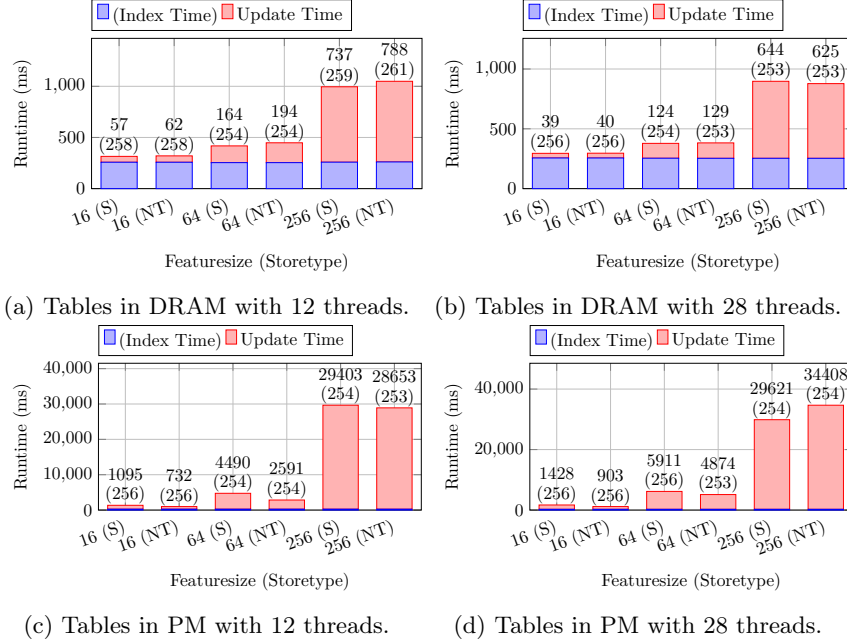 (Index Time) Update Time
Runtime (ms)
1,000
500
0
57
(258)
62
(258)
164
(254)
194
(254)
737
(259)
788
(261)
16 (S)
16 (NT)
64 (S)
64 (NT)
256 (S)
256 (NT)
Featuresize (Storetype)
(a) Tables in DRAM with 12 threads.
(Index Time) Update Time
Runtime (ms)
1,000
500
0
39
(256)
40
(256)
124
(254)
129
(253)
644
(253)
625
(253)
16 (S)
16 (NT)
64 (S)
64 (NT)
256 (S)
256 (NT)
Featuresize (Storetype)
(b) Tables in DRAM with 28 threads.
(Index Time) Update Time
Runtime (ms)
40,000
30,000
20,000
10,000
0
1095
(256)
732
(256)
4490
(254)
2591
(254)
29403
(254)
28653
(253)
16 (S)
16 (NT)
64 (S)
64 (NT)
256 (S)
256 (NT)
Featuresize (Storetype)
(c) Tables in PM with 12 threads.
(Index Time) Update Time
Runtime (ms)
40,000
20,000
0
1428
(256)
903
(256)
5911
(256)
4874
(253)
29621
(254)
34408
(254)
16 (S)
16 (NT)
64 (S)
64 (NT)
256 (S)
256 (NT)
Featuresize (Storetype)
(d) Tables in PM with 28 threads.